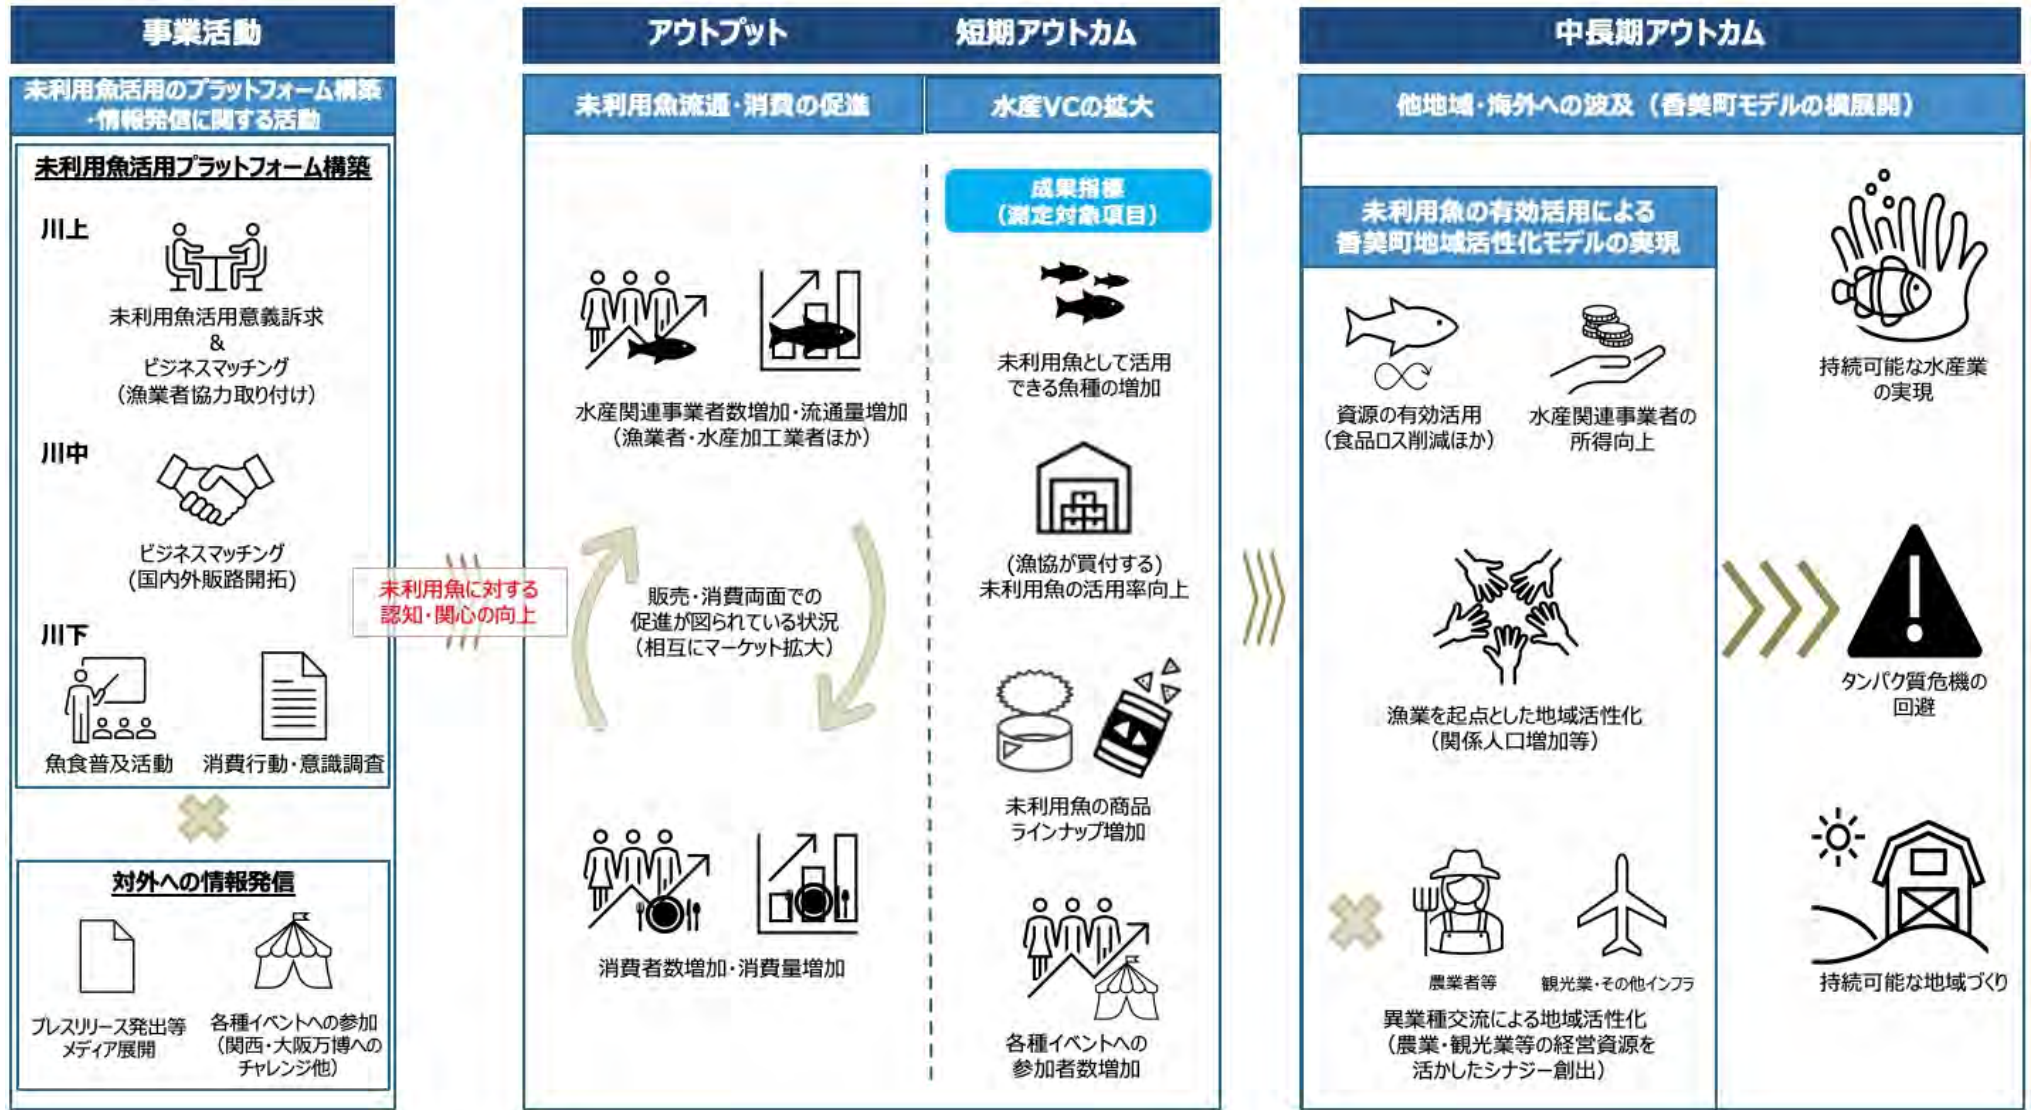 事業活動
未利用魚活用のプラットフォーム構築
・情報発信に関する活動
未利用魚活用プラットフォーム構築
川上
未利用魚活用意義訴求
&
ビジネスマッチング
（漁業者協力取り付け）
川中
ビジネスマッチング
(国内外販路開拓)
川下
魚食普及活動
消費行動・意識調査
対外への情報発信
プレスリリース発出等
メディア展開
各種イベントへの参加
（関西・大阪万博への
チャレンジ他）
未利用魚に対する
認知・関心の向上
アウトプット
短期アウトカム
未利用魚流通・消費の促進
水産関連事業者数増加・流通量増加
（漁業者・水産加工業者ほか）
販売・消費両面での
促進が図られている状況
（相互にマーケット拡大）
消費者数増加・消費量増加
水産VCの拡大
成果指標
（測定対象項目）
未利用魚として活用
できる魚種の増加
(漁協が買付する)
未利用魚の活用率向上
未利用魚の商品
ラインナップ増加
各種イベントへの
参加者数増加
中長期アウトカム
他地域・海外への波及（香美町モデルの横展開）
未利用魚の有効活用による
香美町地域活性化モデルの実現
資源の有効活用
（食品ロス削減ほか）
水産関連事業者の
所得向上
漁業を起点とした地域活性化
（関係人口増加等）
農業者等
観光業・その他インフラ
異業種交流による地域活性化
（農業・観光業等の経営資源を
活かしたシナジー創出）
持続可能な水産業
の実現
タンパク質危機の
回避
持続可能な地域づくり